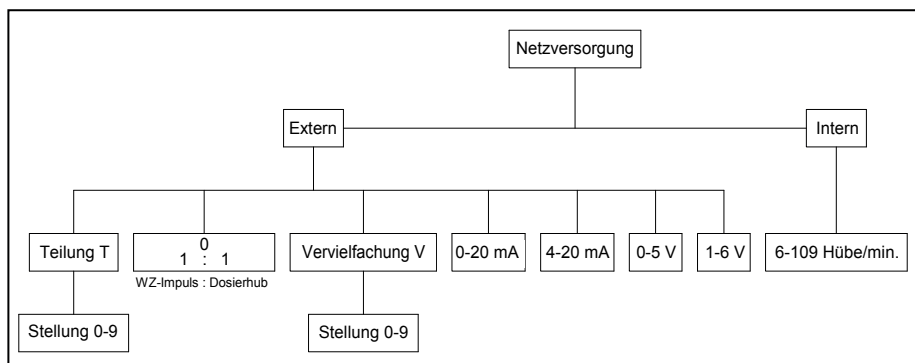 Netzversorgung
Extern
Intern
Teilung T
0
1 : 1
WZ-Impuls : Dosierhub
Vervielfachung V
0-20 mA
4-20 mA
0-5 V
1-6 V
6-109 Hübe/min.
Stellung 0-9
Stellung 0-9